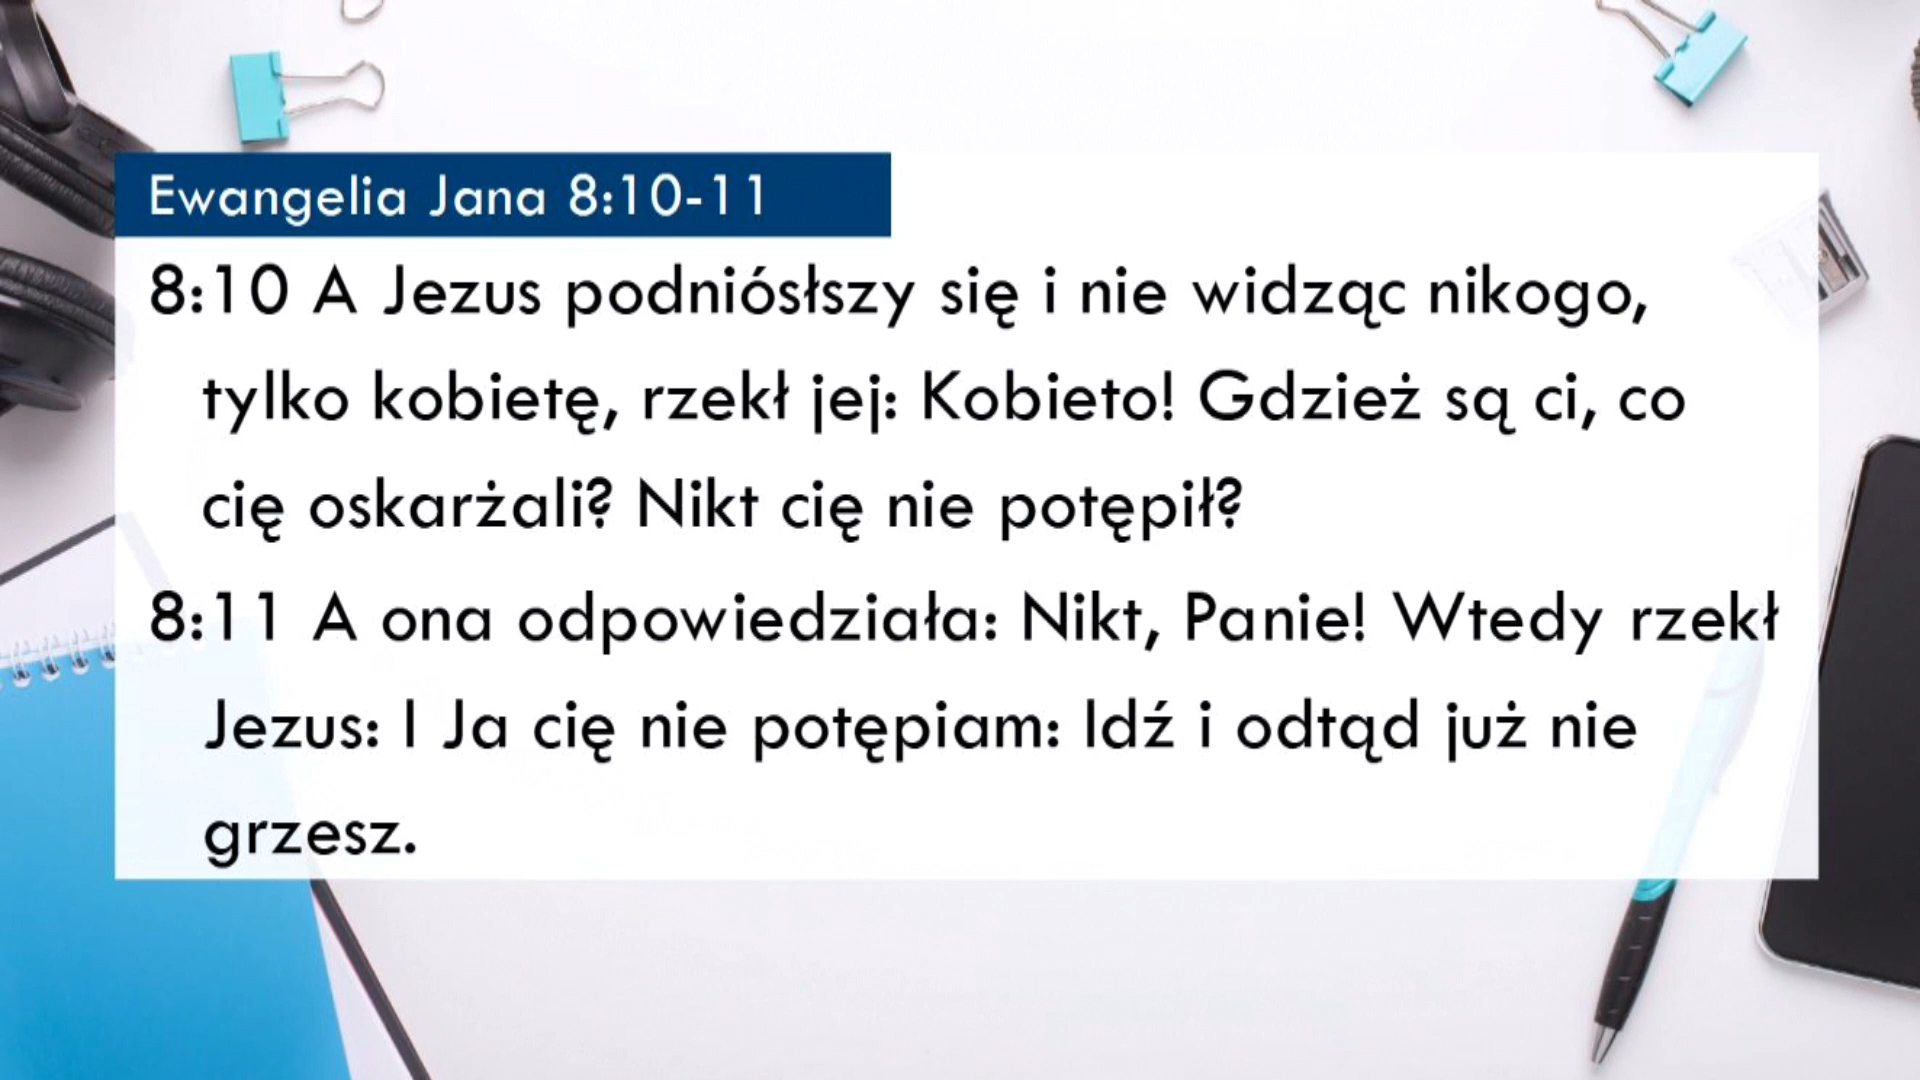 Ewangelia Jana 8:10-11
8:10 A Jezus podniósłszy się i nie widząc nikogo,
tylko kobietę, rzekł jej: Kobieto! Gdzież są ci, co
cię oskarżali? Nikt cię nie potępił?
8:11 A ona odpowiedziała: Nikt, Panie! Wtedy rzekł
Jezus: I Ja cię nie potępiam: Idź i odtąd już nie
grzesz.